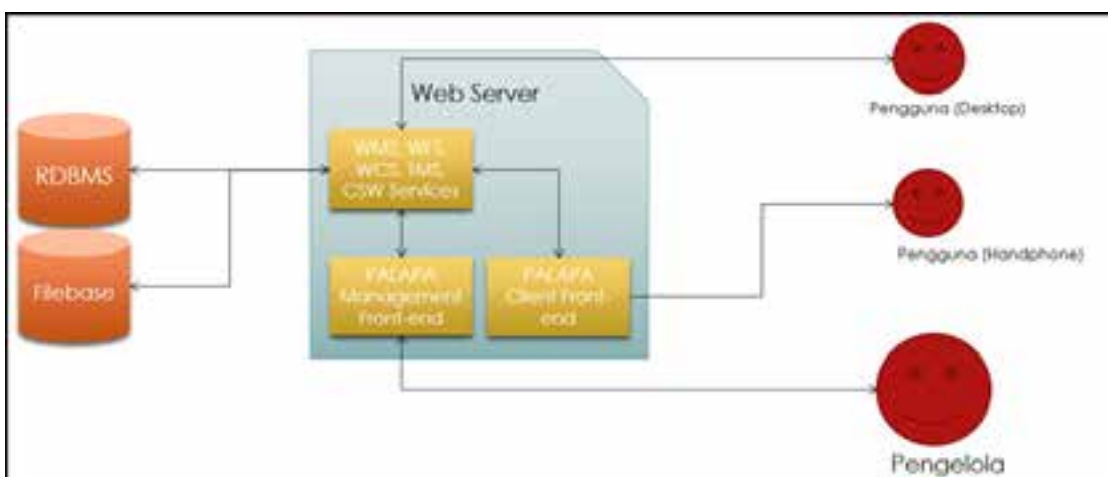 Web Server
Pengguna (Desktop)
RDBMS
WMS, WFS,
WCS, TMS,
CSW Services
Pengguna (Handphone)
Filebase
PALAPA
Management
Front-end
PALAPA
Client Front-
end
Pengelola